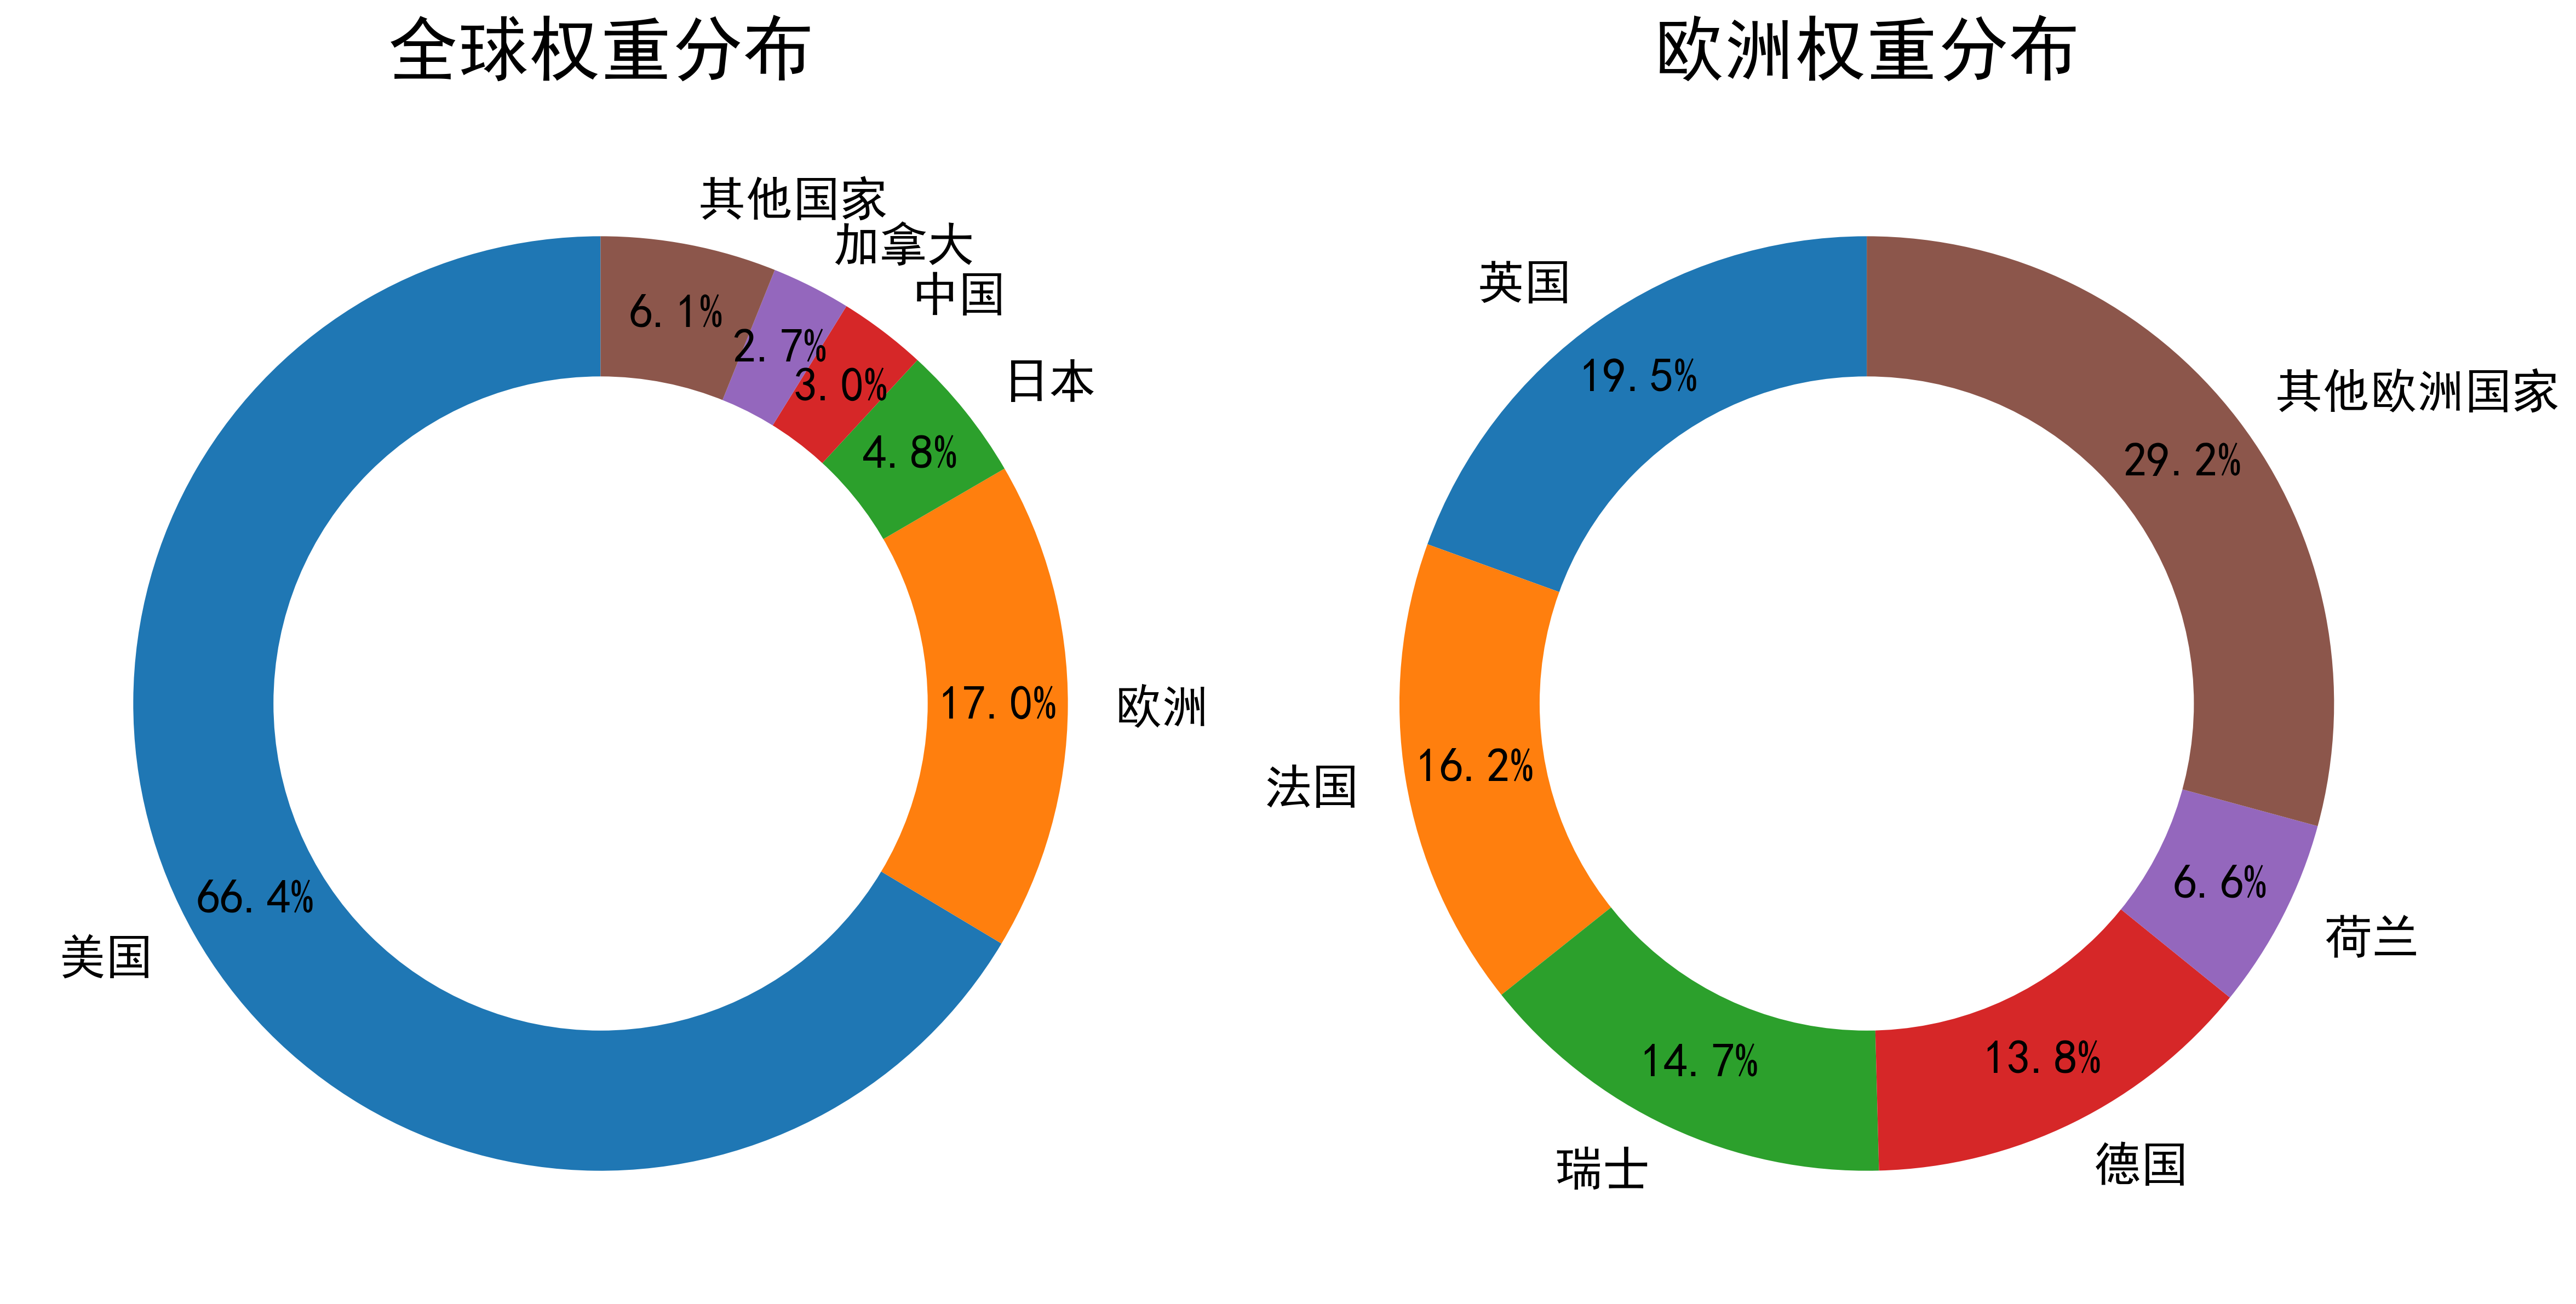 全球权重分布
其他国家
加拿大
中国
日本
欧洲
美国
6.1%
2.7%
3.0%
4.8%
17.0%
66.4%
欧洲权重分布
英国
其他欧洲国家
法国
荷兰
瑞士
德国
19.5%
29.2%
16.2%
6.6%
14.7%
13.8%